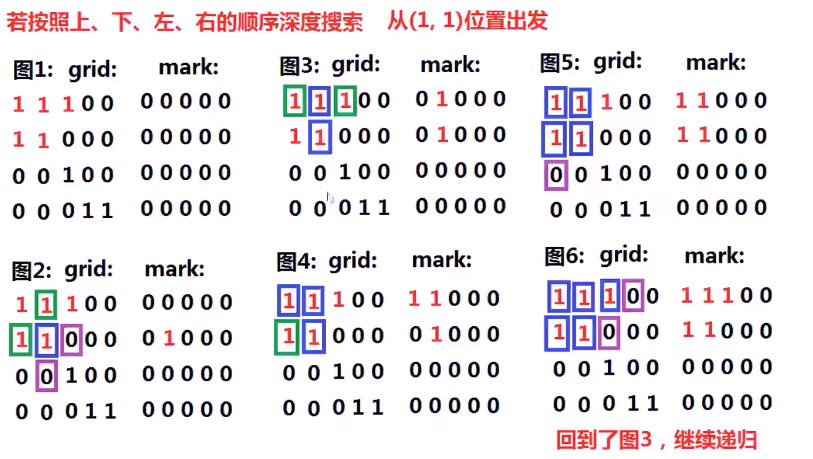 若按照上、下、左、右的顺序深度搜索 从(1, 1)位置出发
图1: grid: mark:
1 1 1 0 0 0 0 0 0 0
1 1 0 0 0 0 0 0 0 0
0 0 1 0 0 0 0 0 0 0
0 0 0 1 1 0 0 0 0 0
图3: grid: mark:
1 1 1 0 0 0 1 0 0 0
1 1 0 0 0 0 1 0 0 0
0 0 1 0 0 0 0 0 0 0
0 0 0 1 1 0 0 0 0 0
图5: grid: mark:
1 1 1 0 0 1 1 0 0 0
1 1 0 0 0 1 1 0 0 0
0 0 1 0 0 0 0 0 0 0
0 0 0 1 1 0 0 0 0 0
图2: grid: mark:
1 1 1 0 0 0 0 0 0 0
1 1 0 0 0 0 1 0 0 0
0 0 1 0 0 0 0 0 0 0
0 0 0 1 1 0 0 0 0 0
图4: grid: mark:
1 1 1 0 0 1 1 0 0 0
1 1 0 0 0 0 1 0 0 0
0 0 1 0 0 0 0 0 0 0
0 0 0 1 1 0 0 0 0 0
图6: grid: mark:
1 1 1 0 0 1 1 1 0 0
1 1 0 0 0 1 1 0 0 0
0 0 1 0 0 0 0 0 0 0
0 0 0 1 1 0 0 0 0 0
回到了图3，继续递归